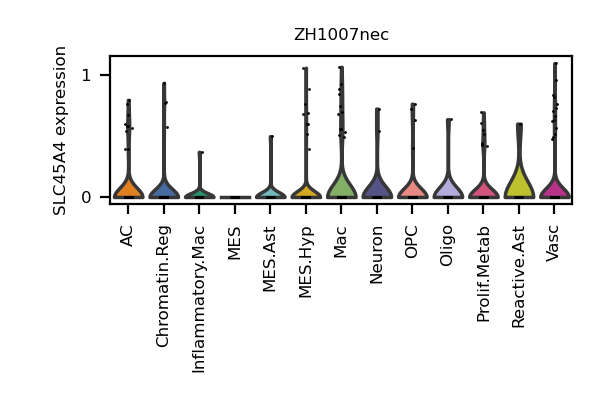 ZH1007nec
SLC45A4 expression
1
0
AC
Chromatin.Reg
Inflammatory.Mac
MES
MES.Ast
MES.Hyp
Mac
Neuron
OPC
Oligo
Prolif.Metab
Reactive.Ast
Vasc